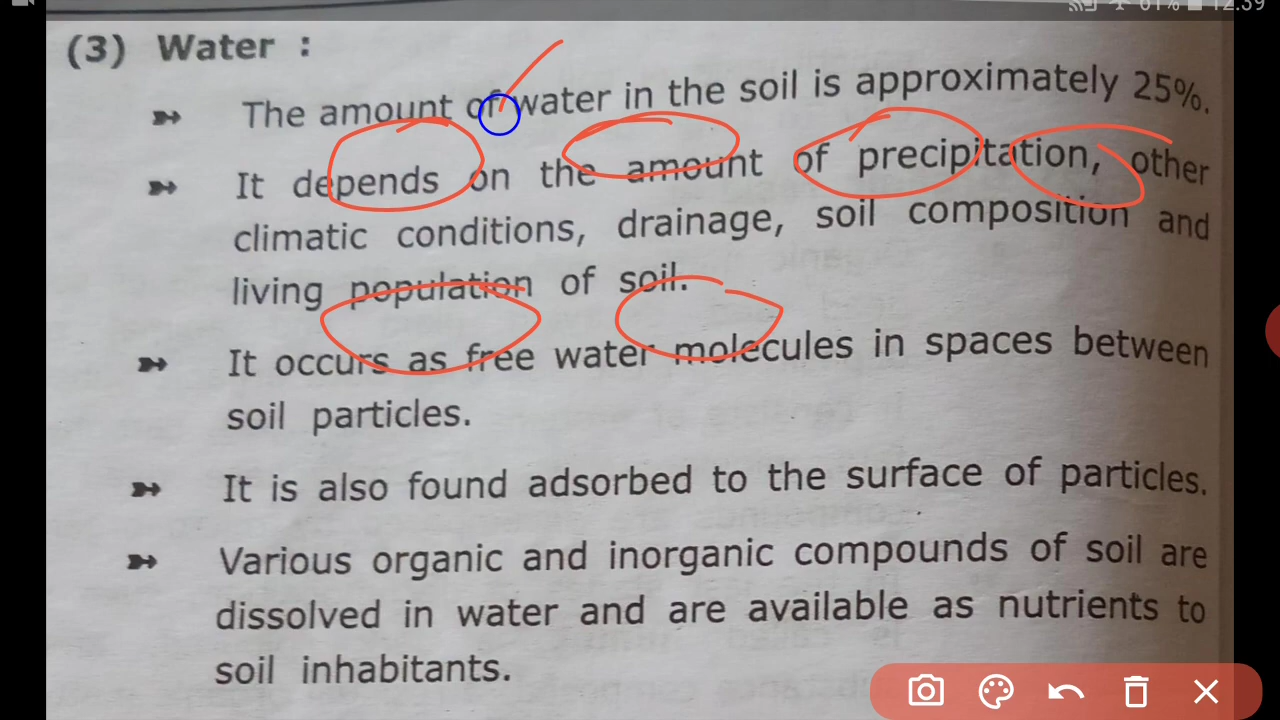 61% 12:39
(3) Water :
The amount of water in the soil is approximately 25%.
It depends on the amount of precipitation, other
climatic conditions, drainage, soil composition and
living population of soil.
It occurs as free water molecules in spaces between
soil particles.
It is also found adsorbed to the surface of particles.
Various organic and inorganic compounds of soil are
dissolved in water and are available as nutrients to
soil inhabitants.